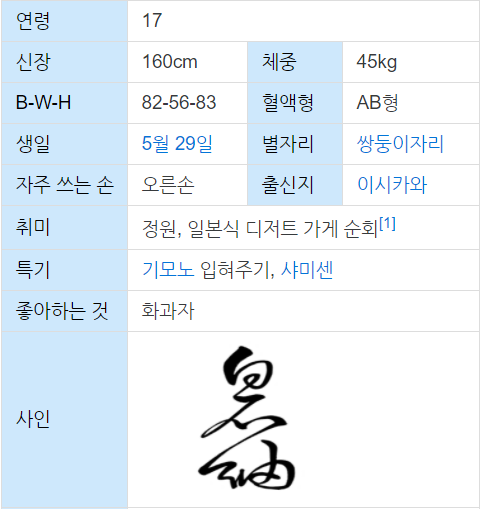 연령 17
신장 160cm 체중 45kg
B-W-H 82-56-83 혈액형 AB형
생일 5월 29일 별자리 쌍둥이자리
자주 쓰는 손 오른손 출신지 이시카와
취미 정원, 일본식 디저트 가게 순회[1]
특기 기모노 입혀주기, 샤미센
좋아하는 것 화과자
사인